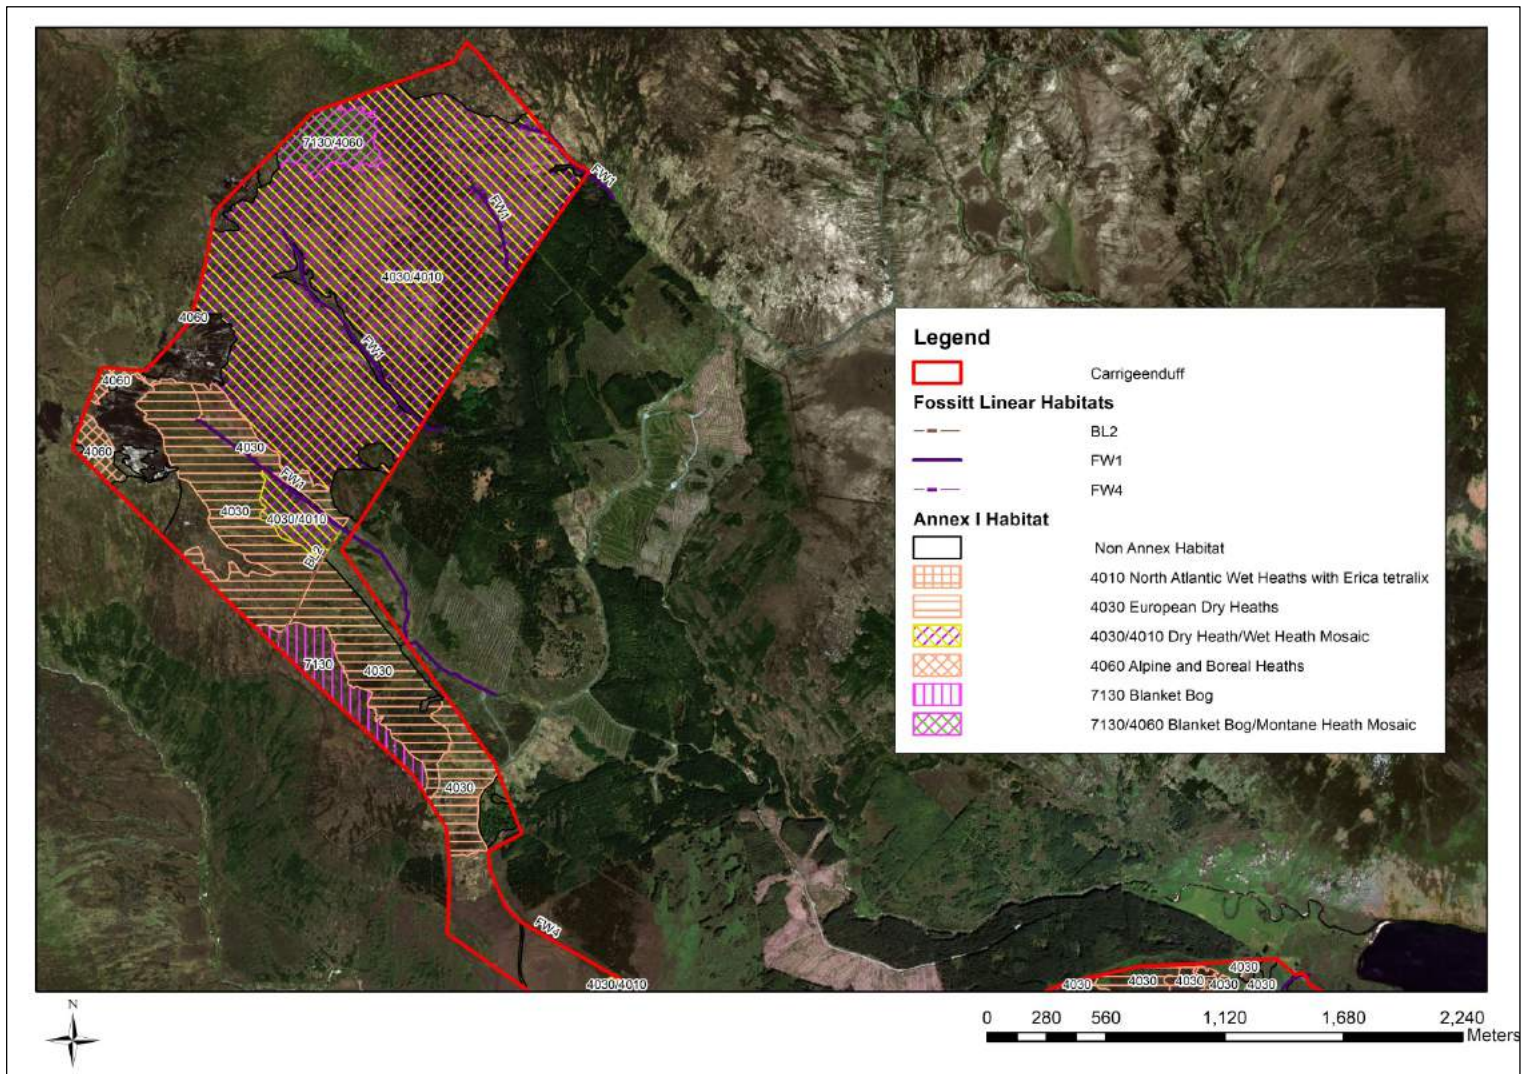 7130/4060
FW1
FW1
4030/4010
4060
FW1
4060
4030
4060
FW1
4030
4030/4010
BL2
7130
4030
4030
FW4
4030/4010
4030
4030
4030
4030
4030
4030
Legend
Carrigeenduff
Fossitt Linear Habitats
BL2
FW1
FW4
Annex I Habitat
Non Annex Habitat
4010 North Atlantic Wet Heaths with Erica tetralix
4030 European Dry Heaths
4030/4010 Dry Heath/Wet Heath Mosaic
4060 Alpine and Boreal Heaths
7130 Blanket Bog
7130/4060 Blanket Bog/Montane Heath Mosaic
N
0 280 560 1,120 1,680 2,240
Meters